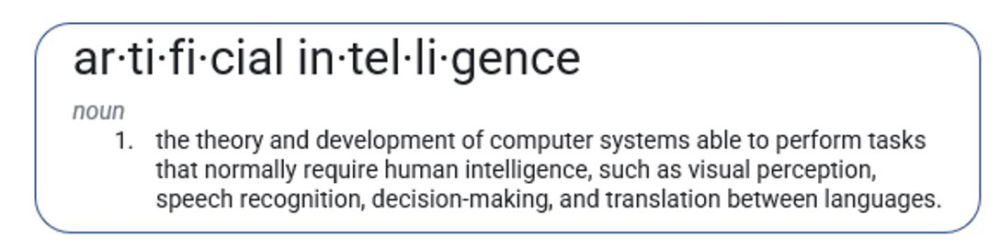 ar·ti·fi·cial in·tel·li·gence
noun
1. the theory and development of computer systems able to perform tasks
that normally require human intelligence, such as visual perception,
speech recognition, decision-making, and translation between languages.